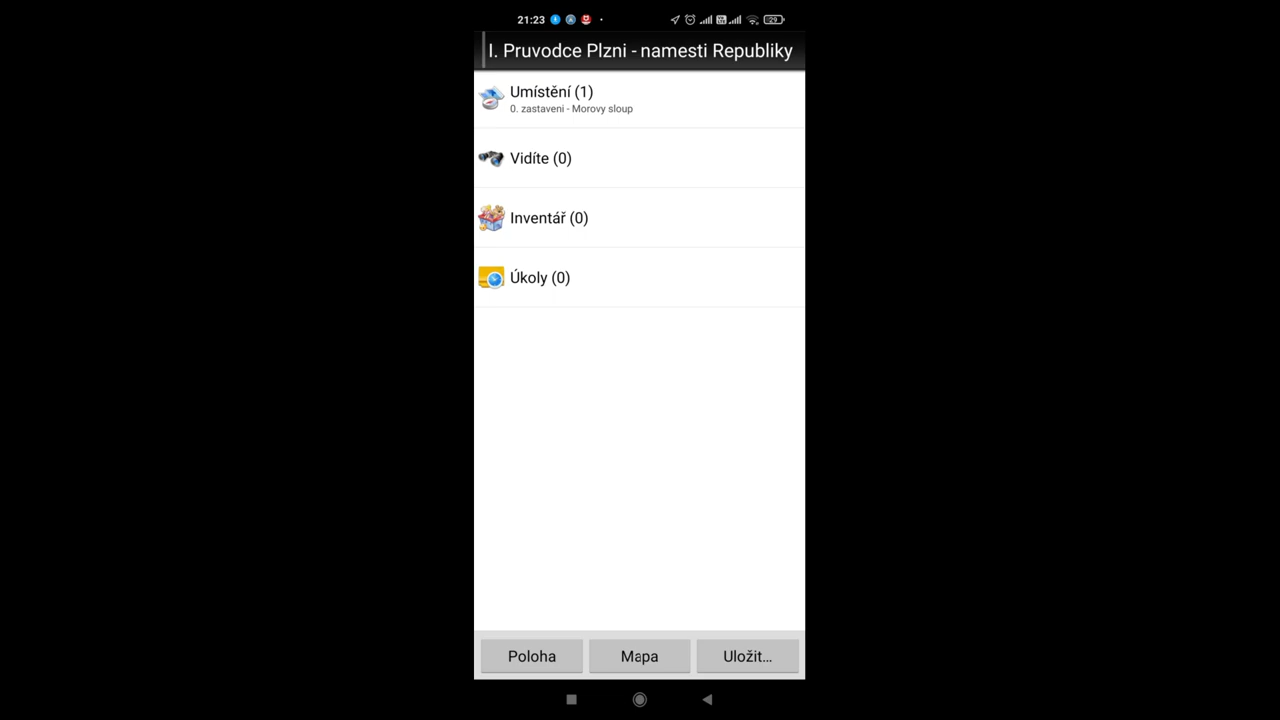 21:23
29
I. Pruvodce Plzni - namesti Republiky
Umístění (1)
0. zastaveni - Morovy sloup
Vidíte (0)
Inventář (0)
Úkoly (0)
Poloha
Mapa
Uložit...